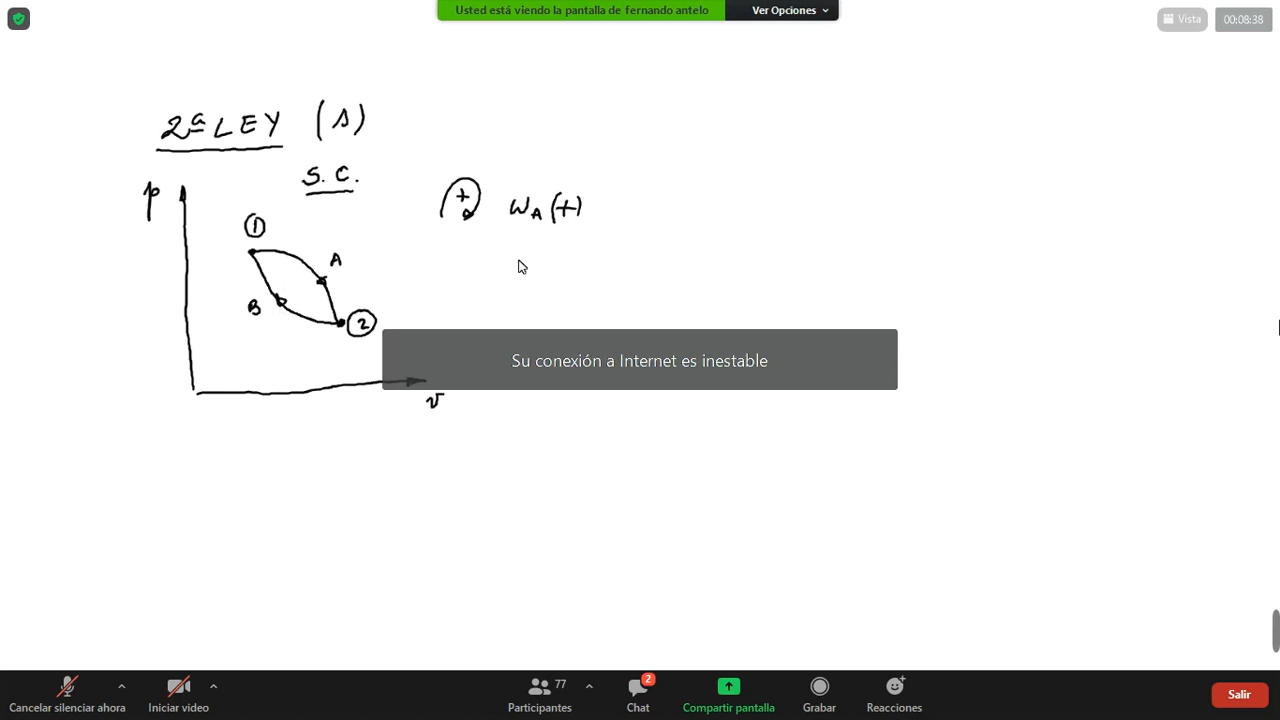 Usted está viendo la pantalla de fernando antelo
Ver Opciones
Vista
00:08:38
2ª LEY (s)
S.C.
p
1
A
B
2
v
+
WA (+)
Su conexión a Internet es inestable
77
2
Cancelar silenciar ahora
Iniciar video
Participantes
Chat
Compartir pantalla
Grabar
Reacciones
Salir